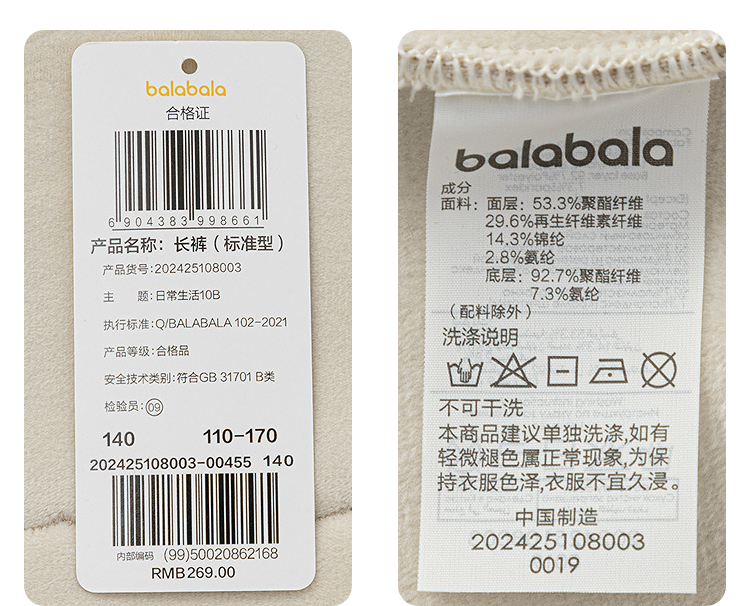 balabala
合格证
6 904383 998661
产品名称：长裤（标准型）
产品货号：202425108003
主 题：日常生活10B
执行标准：Q/BALABALA 102-2021
产品等级：合格品
安全技术类别：符合GB 31701 B类
检验员：09
140 110-170
202425108003-00455 140
内部编码 (99)50020862168
RMB269.00
balabala
成分
面料：面层：53.3%聚酯纤维
29.6%再生纤维素纤维
14.3%锦纶
2.8%氨纶
底层：92.7%聚酯纤维
7.3%氨纶
（配料除外）
洗涤说明
不可干洗
本商品建议单独洗涤,如有
轻微褪色属正常现象,为保
持衣服色泽,衣服不宜久浸。
中国制造
202425108003
0019